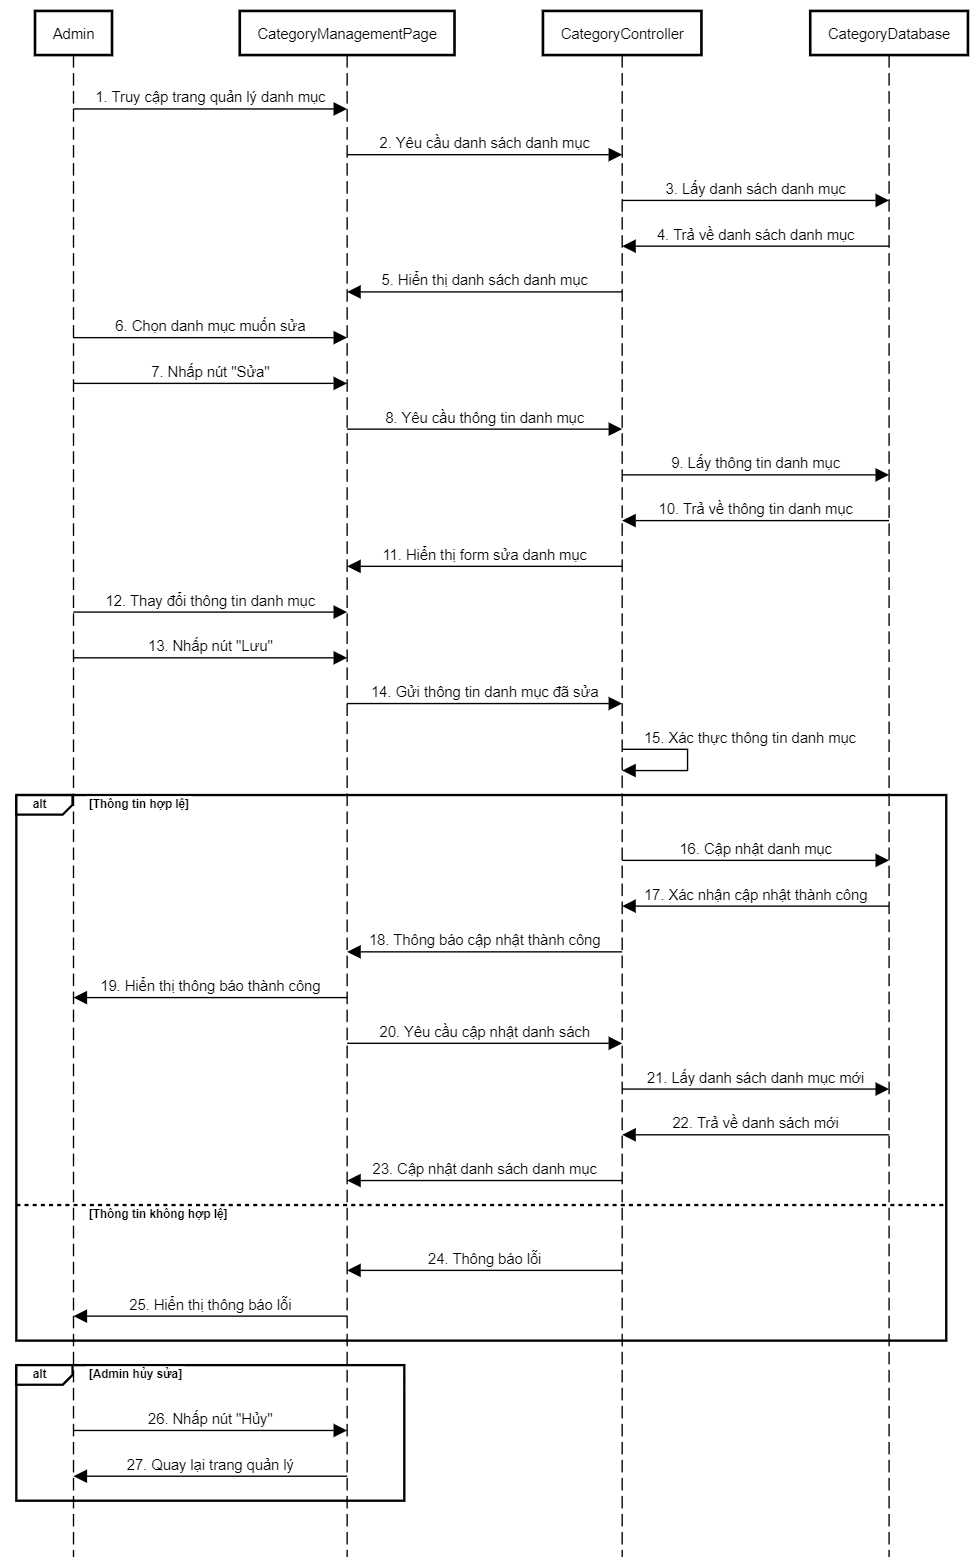 Admin
CategoryManagementPage
CategoryController
CategoryDatabase
1. Truy cập trang quản lý danh mục
2. Yêu cầu danh sách danh mục
3. Lấy danh sách danh mục
4. Trả về danh sách danh mục
5. Hiển thị danh sách danh mục
6. Chọn danh mục muốn sửa
7. Nhấp nút "Sửa"
8. Yêu cầu thông tin danh mục
9. Lấy thông tin danh mục
10. Trả về thông tin danh mục
11. Hiển thị form sửa danh mục
12. Thay đổi thông tin danh mục
13. Nhấp nút "Lưu"
14. Gửi thông tin danh mục đã sửa
15. Xác thực thông tin danh mục
alt
[Thông tin hợp lệ]
16. Cập nhật danh mục
17. Xác nhận cập nhật thành công
18. Thông báo cập nhật thành công
19. Hiển thị thông báo thành công
20. Yêu cầu cập nhật danh sách
21. Lấy danh sách danh mục mới
22. Trả về danh sách mới
23. Cập nhật danh sách danh mục
[Thông tin không hợp lệ]
24. Thông báo lỗi
25. Hiển thị thông báo lỗi
alt
[Admin hủy sửa]
26. Nhấp nút "Hủy"
27. Quay lại trang quản lý